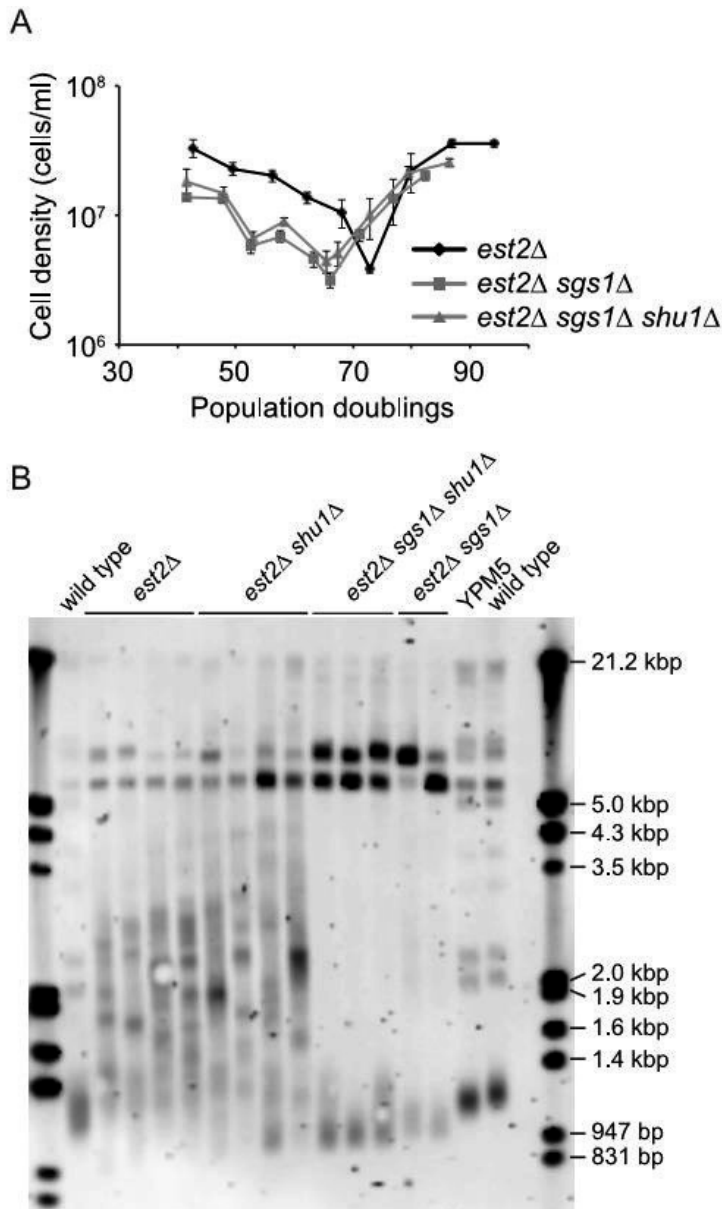 A
Cell density (cells/ml)
10⁸
10⁷
10⁶
30
50
70
90
Population doublings
est2Δ
est2Δ sgs1Δ
est2Δ sgs1Δ shu1Δ
B
wild type
est2Δ
est2Δ shu1Δ
est2Δ sgs1Δ shu1Δ
est2Δ sgs1Δ
YPM5
wild type
21.2 kbp
5.0 kbp
4.3 kbp
3.5 kbp
2.0 kbp
1.9 kbp
1.6 kbp
1.4 kbp
947 bp
831 bp